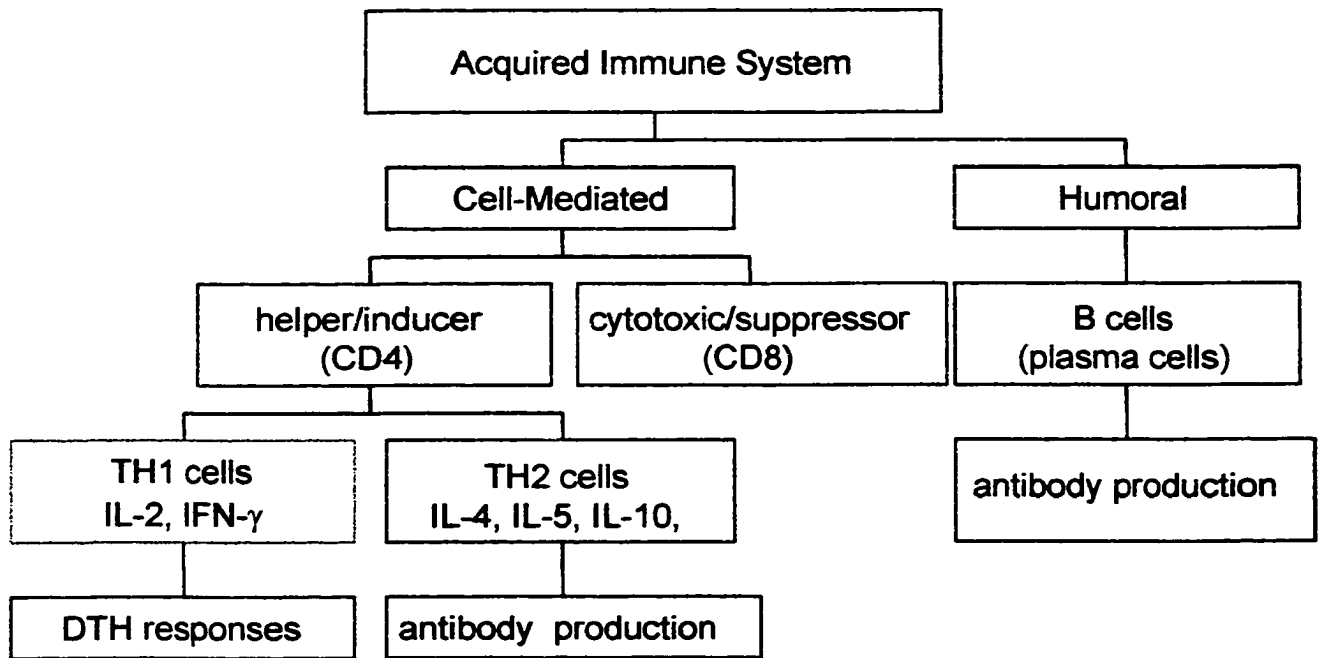 Acquired Immune System
Cell-Mediated
Humoral
helper/inducer
(CD4)
cytotoxic/suppressor
(CD8)
B cells
(plasma cells)
TH1 cells
IL-2, IFN-γ
TH2 cells
IL-4, IL-5, IL-10,
antibody production
DTH responses
antibody production